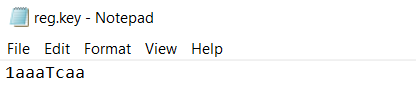 reg.key - Notepad
File Edit Format View Help
1aaaTcaa